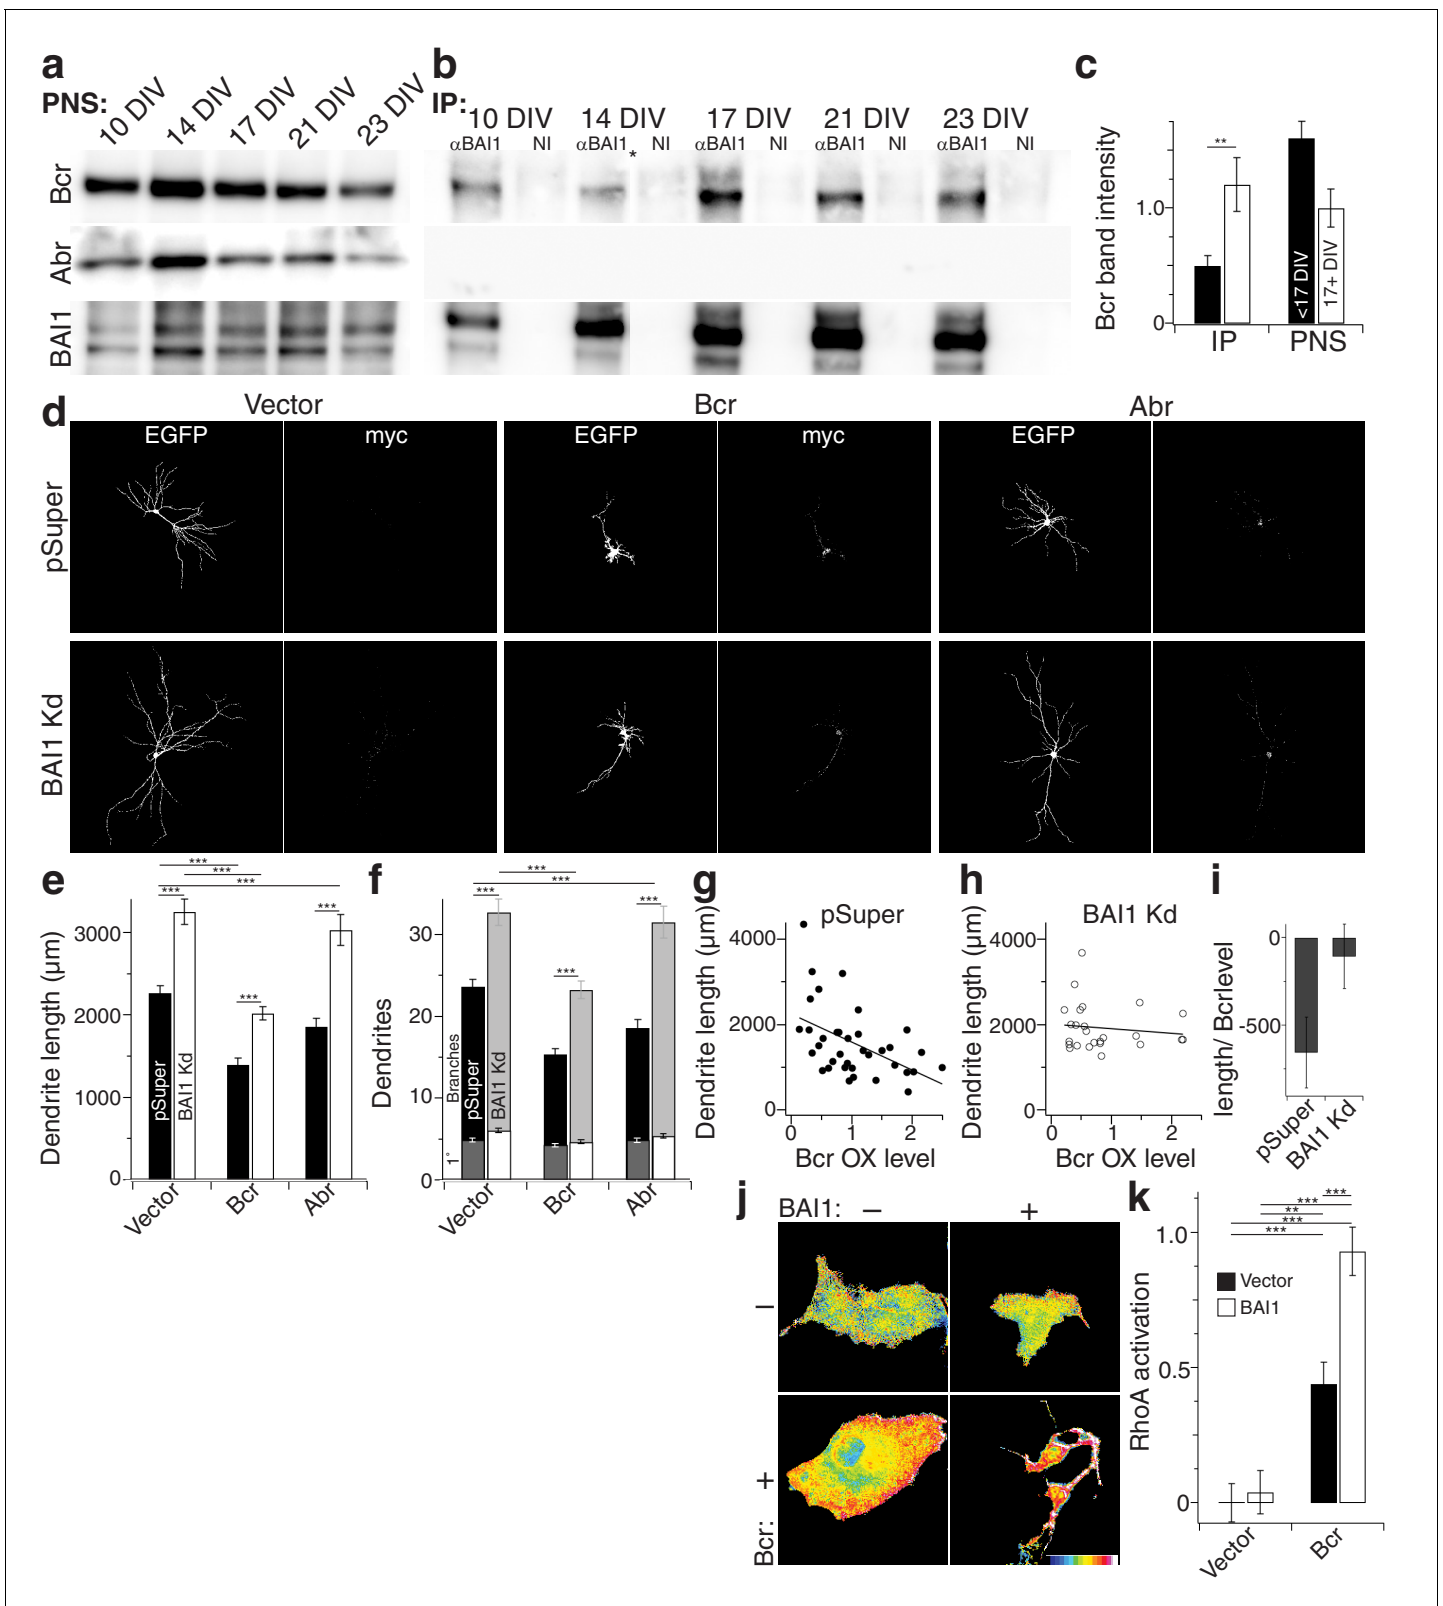 a
PNS:
10 DIV
14 DIV
17 DIV
21 DIV
23 DIV
Bcr
Abr
BAI1
b
IP:
10 DIV 14 DIV 17 DIV 21 DIV 23 DIV
αBAI1 NI αBAI1 NI αBAI1 NI αBAI1 NI αBAI1 NI
*
c
Bcr band intensity
1.0
0
**
<17 DIV
17+ DIV
IP PNS
d
Vector Bcr Abr
EGFP myc EGFP myc EGFP
pSuper
BAI1 Kd
e
Dendrite length (µm)
3000
2000
1000
0
***
***
***
***
***
***
pSuper
BAI1 Kd
Vector
Bcr
Abr
f
Dendrites
30
20
10
0
***
***
***
***
***
Branches
1°
pSuper
BAI1 Kd
Vector
Bcr
Abr
g
pSuper
Dendrite length (µm)
4000
2000
0
0 1 2
Bcr OX level
h
BAI1 Kd
Dendrite length (µm)
4000
2000
0
0 1 2
Bcr OX level
i
length/ Bcrlevel
0
-500
pSuper
BAI1 Kd
j
BAI1: − +
−
+
Bcr:
k
RhoA activation
1.0
0.5
0
***
***
**
***
***
Vector
BAI1
Vector
Bcr